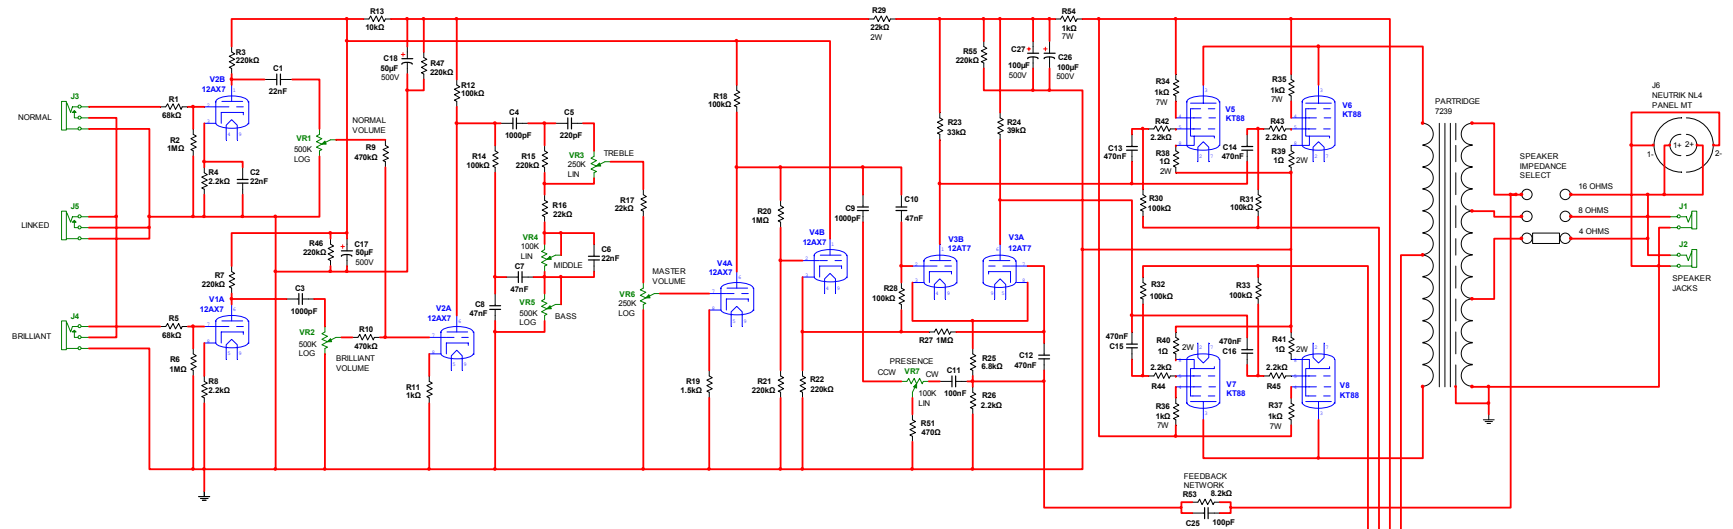 R13
10kΩ
R29
22kΩ
2W
R54
1kΩ
7W
R3
220kΩ
C1
22nF
V2B
12AX7
C18
50µF
500V
R47
220kΩ
R12
100kΩ
R18
100kΩ
R55
220kΩ
C27
100µF
500V
C26
100µF
500V
R34
1kΩ
7W
R35
1kΩ
7W
V5
KT88
V6
KT88
PARTRIDGE
7239
J6
NEUTRIK NL4
PANEL MT
1+ 2+
1-
2-
J3
NORMAL
R1
68kΩ
R2
1MΩ
NORMAL
VOLUME
VR1
500K
LOG
R9
470kΩ
R4
2.2kΩ
C2
22nF
C4
1000pF
C5
220pF
R14
100kΩ
R15
220kΩ
VR3
250K
LIN
TREBLE
R23
33kΩ
R24
39kΩ
R42
2.2kΩ
R43
2.2kΩ
C13
470nF
R38
1Ω
2W
C14
470nF
R39
1Ω
2W
R30
100kΩ
R31
100kΩ
SPEAKER
IMPEDANCE
SELECT
16 OHMS
8 OHMS
4 OHMS
J1
J2
SPEAKER
JACKS
J5
LINKED
R46
220kΩ
C17
50µF
500V
R7
220kΩ
V1A
12AX7
C3
1000pF
R16
22kΩ
R17
22kΩ
VR4
100K
LIN
MIDDLE
C6
22nF
C7
47nF
VR5
500K
LOG
BASS
C8
47nF
MASTER
VOLUME
VR6
250K
LOG
V4A
12AX7
R20
1MΩ
V4B
12AX7
C9
1000pF
C10
47nF
V3B
12AT7
V3A
12AT7
R28
100kΩ
R32
100kΩ
R33
100kΩ
J4
BRILLIANT
R5
68kΩ
R6
1MΩ
R8
2.2kΩ
VR2
500K
LOG
R10
470kΩ
BRILLIANT
VOLUME
V2A
12AX7
R11
1kΩ
R19
1.5kΩ
R21
220kΩ
R22
220kΩ
R27 1MΩ
PRESENCE
CCW
VR7
CW
100K
LIN
C11
100nF
R25
6.8kΩ
R26
2.2kΩ
C12
470nF
R51
470Ω
470nF
C15
R40
1Ω
2W
470nF
C16
R41
1Ω
2W
2.2kΩ
R44
2.2kΩ
R45
V7
KT88
V8
KT88
R36
1kΩ
7W
R37
1kΩ
7W
FEEDBACK
NETWORK
R53
8.2kΩ
C25
100pF